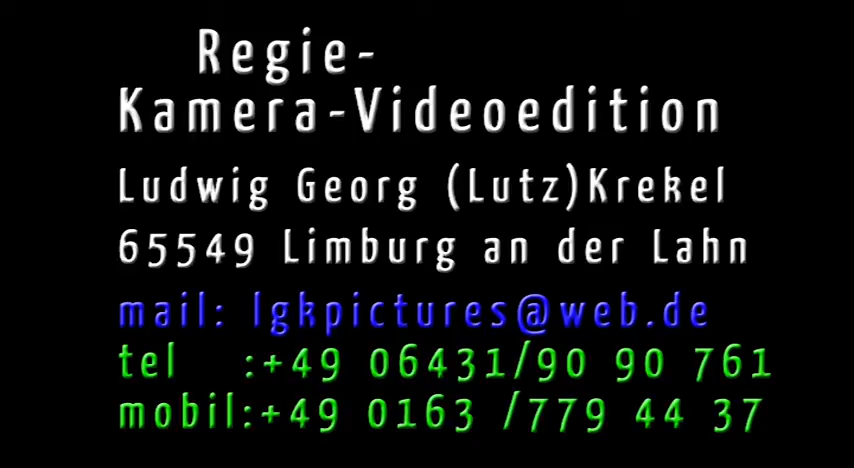 Regie-
Kamera-Videoedition
Ludwig Georg (Lutz)Krekel
65549 Limburg an der Lahn
mail: lgkpictures@web.de
tel :+49 06431/90 90 761
mobil:+49 0163 /779 44 37